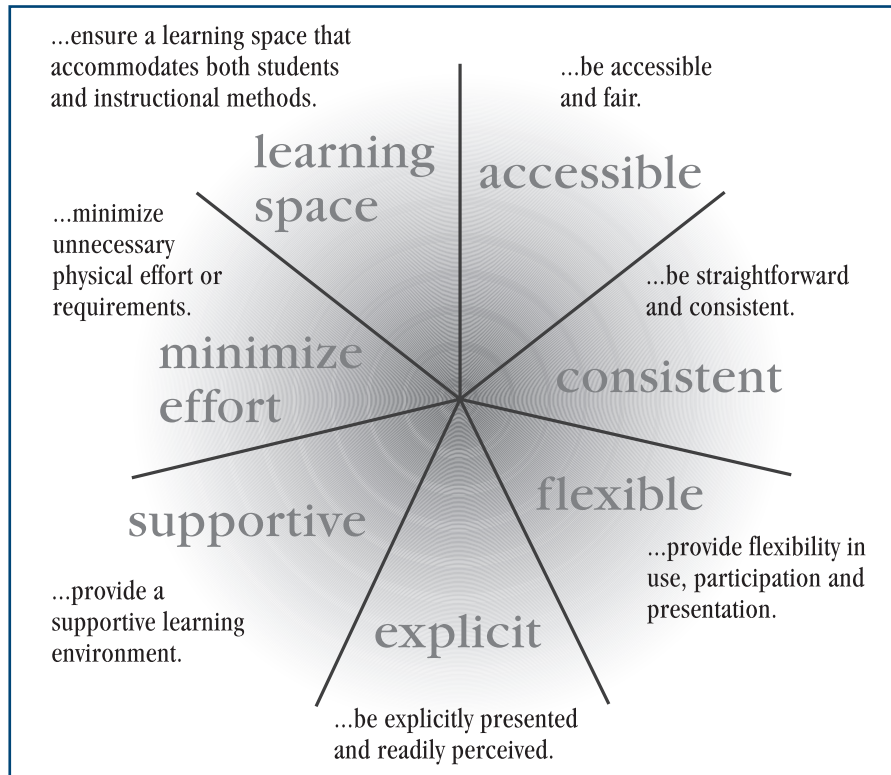 ...ensure a learning space that
accommodates both students
and instructional methods.
learning
space
...be accessible
and fair.
accessible
...be straightforward
and consistent.
consistent
flexible
...provide flexibility in
use, participation and
presentation.
explicit
...be explicitly presented
and readily perceived.
supportive
...provide a
supportive learning
environment.
...minimize
unnecessary
physical effort or
requirements.
minimize
effort